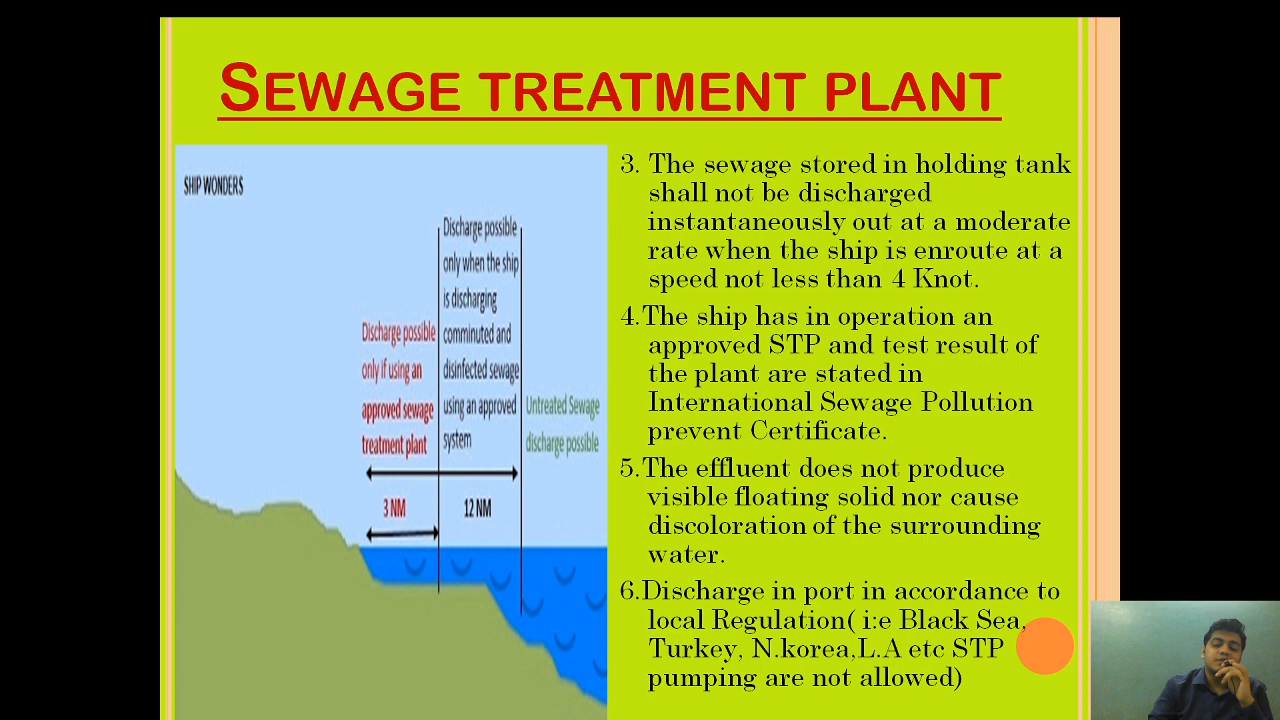 SEWAGE TREATMENT PLANT
SHIP WONDERS
Discharge possible
only when the ship
is discharging
comminuted and
disinfected sewage
using an approved
system
Discharge possible
only if using an
approved sewage
treatment plant
Untreated Sewage
discharge possible
3 NM
12 NM
3. The sewage stored in holding tank
shall not be discharged
instantaneously out at a moderate
rate when the ship is enroute at a
speed not less than 4 Knot.
4.The ship has in operation an
approved STP and test result of
the plant are stated in
International Sewage Pollution
prevent Certificate.
5.The effluent does not produce
visible floating solid nor cause
discoloration of the surrounding
water.
6.Discharge in port in accordance to
local Regulation( i:e Black Sea,
Turkey, N.korea,L.A etc STP
pumping are not allowed)